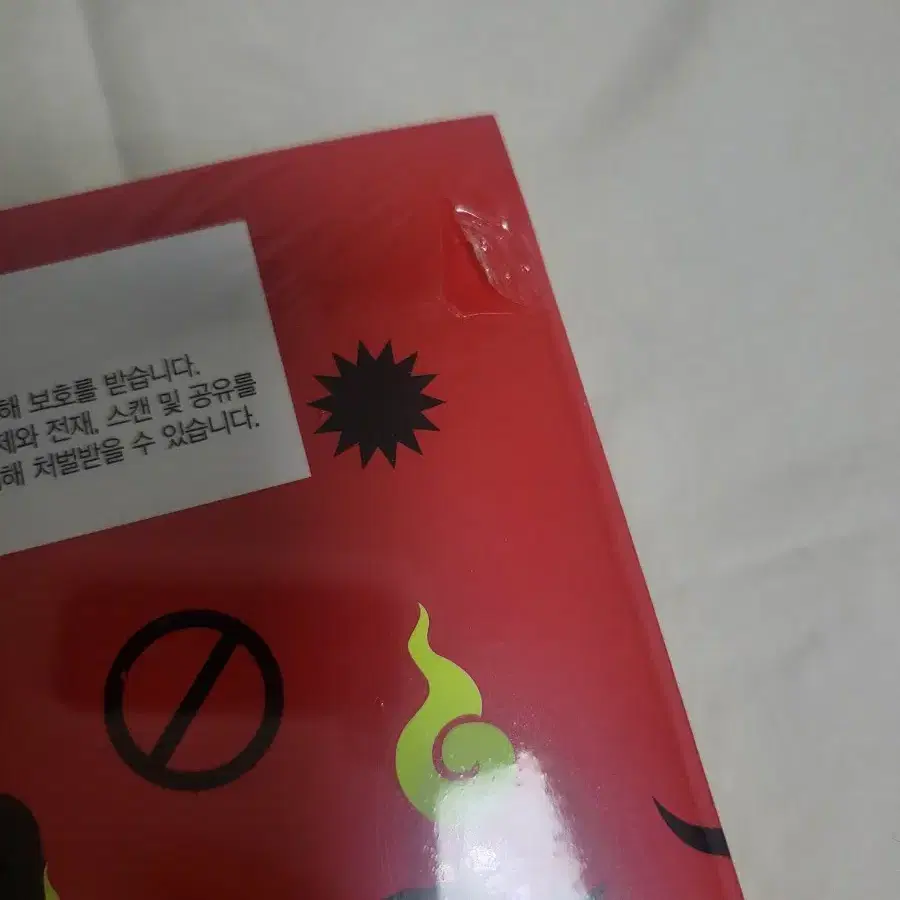 해 보호를 받습니다.
제와 전재, 스캔 및 공유를
해 처벌받을 수 있습니다.